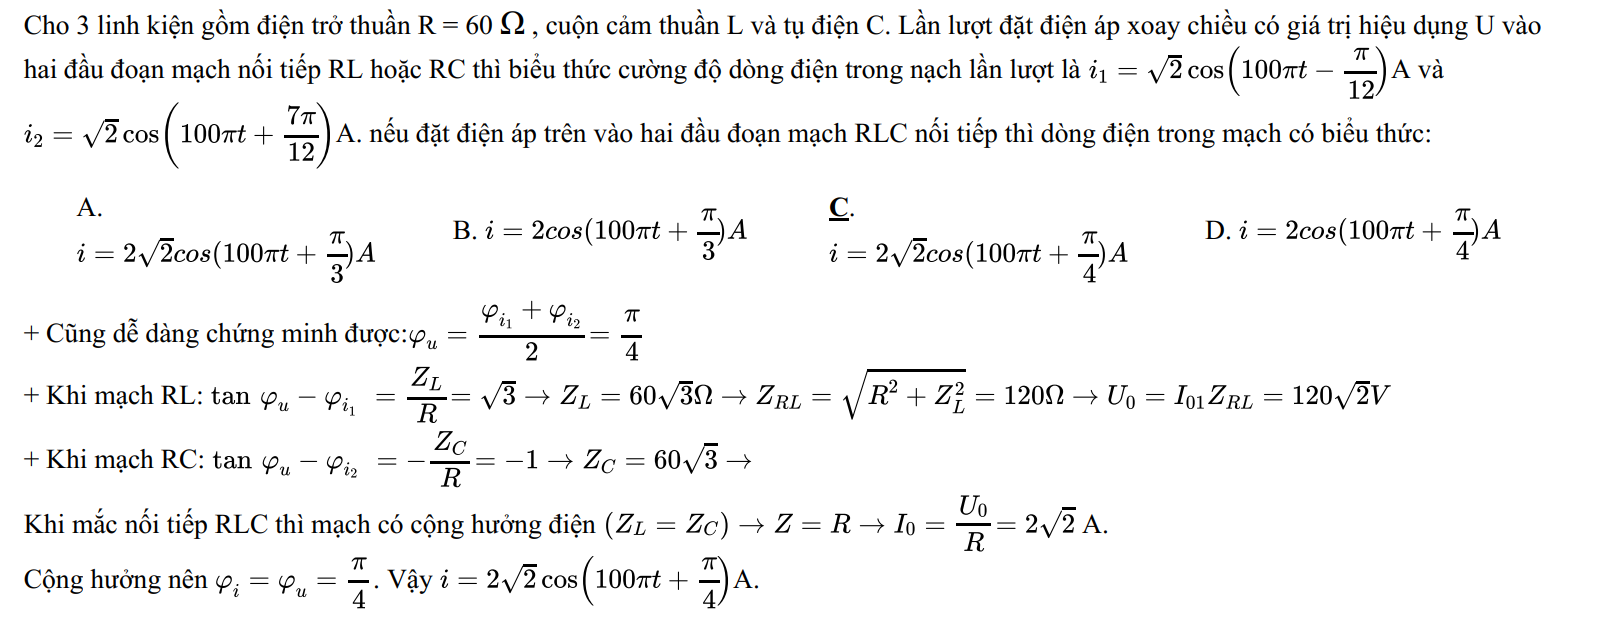 Cho 3 linh kiện gồm điện trở thuần R = 60 Ω , cuộn cảm thuần L và tụ điện C. Lần lượt đặt điện áp xoay chiều có giá trị hiệu dụng U vào
hai đầu đoạn mạch nối tiếp RL hoặc RC thì biểu thức cường độ dòng điện trong nạch lần lượt là $i_1 = \sqrt{2}\cos\left(100\pi t - \frac{\pi}{12}\right)$A và
$i_2 = \sqrt{2}\cos\left(100\pi t + \frac{7\pi}{12}\right)$A. nếu đặt điện áp trên vào hai đầu đoạn mạch RLC nối tiếp thì dòng điện trong mạch có biểu thức:
A. $i = 2\sqrt{2}cos(100\pi t + \frac{\pi}{3})A$
B. $i = 2cos(100\pi t + \frac{\pi}{3})A$
C. $i = 2\sqrt{2}cos(100\pi t + \frac{\pi}{4})A$
D. $i = 2cos(100\pi t + \frac{\pi}{4})A$
+ Cũng dễ dàng chứng minh được:$\varphi_u = \frac{\varphi_{i_1} + \varphi_{i_2}}{2} = \frac{\pi}{4}$
+ Khi mạch RL: $\tan \varphi_u - \varphi_{i_1} = \frac{Z_L}{R} = \sqrt{3} \rightarrow Z_L = 60\sqrt{3}\Omega \rightarrow Z_{RL} = \sqrt{R^2 + Z_L^2} = 120\Omega \rightarrow U_0 = I_{01}Z_{RL} = 120\sqrt{2}V$
+ Khi mạch RC: $\tan \varphi_u - \varphi_{i_2} = -\frac{Z_C}{R} = -1 \rightarrow Z_C = 60\sqrt{3} \rightarrow$
Khi mắc nối tiếp RLC thì mạch có cộng hưởng điện $(Z_L = Z_C) \rightarrow Z = R \rightarrow I_0 = \frac{U_0}{R} = 2\sqrt{2}$ A.
Cộng hưởng nên $\varphi_i = \varphi_u = \frac{\pi}{4}$. Vậy $i = 2\sqrt{2}\cos\left(100\pi t + \frac{\pi}{4}\right)$A.